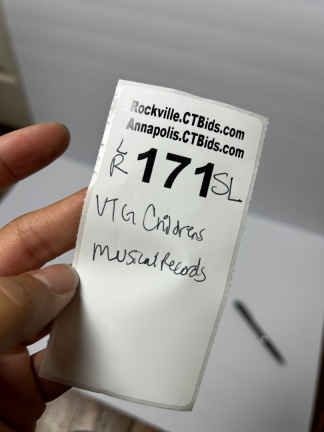 Rockville.CTBids.com
Annapolis.CTBids.com
LR 171 SL
VTG Childrens
Musical Records